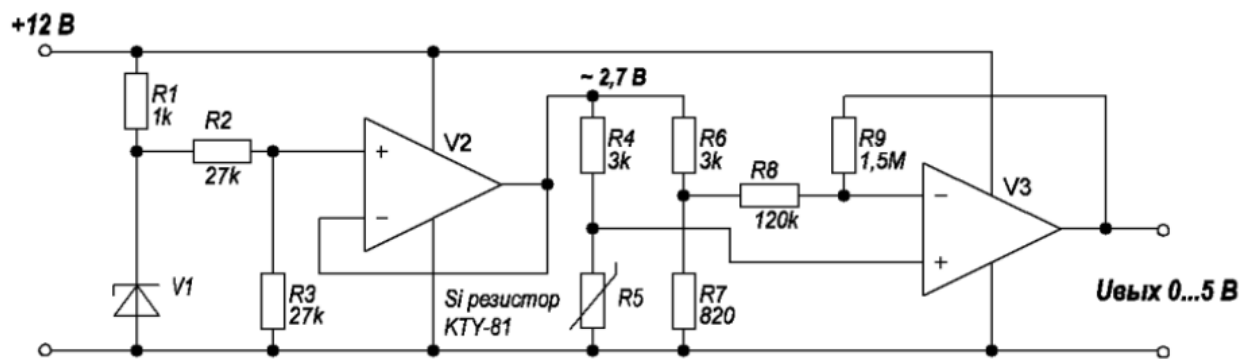 +12 В
R1
1k
R2
27k
V1
R3
27k
+
−
V2
Si резистор
KTY-81
~ 2,7 В
R4
3k
R5
R6
3k
R7
820
R8
120k
R9
1,5M
−
+
V3
Uвых 0...5 В